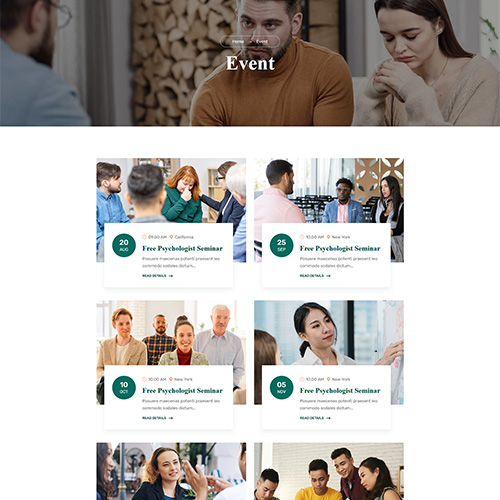 Home Event
Event
20
AUG
09.00 AM California
Free Psychologist Seminar
Posuere maecenas potenti praesent leo
commodo sodales dictum...
READ DETAILS
25
SEP
10.00 AM New York
Free Psychologist Seminar
Posuere maecenas potenti praesent leo
commodo sodales dictum...
READ DETAILS
10
OCT
10.00 AM New York
Free Psychologist Seminar
Posuere maecenas potenti praesent leo
commodo sodales dictum...
READ DETAILS
05
NOV
10.00 AM New York
Free Psychologist Seminar
Posuere maecenas potenti praesent leo
commodo sodales dictum...
READ DETAILS